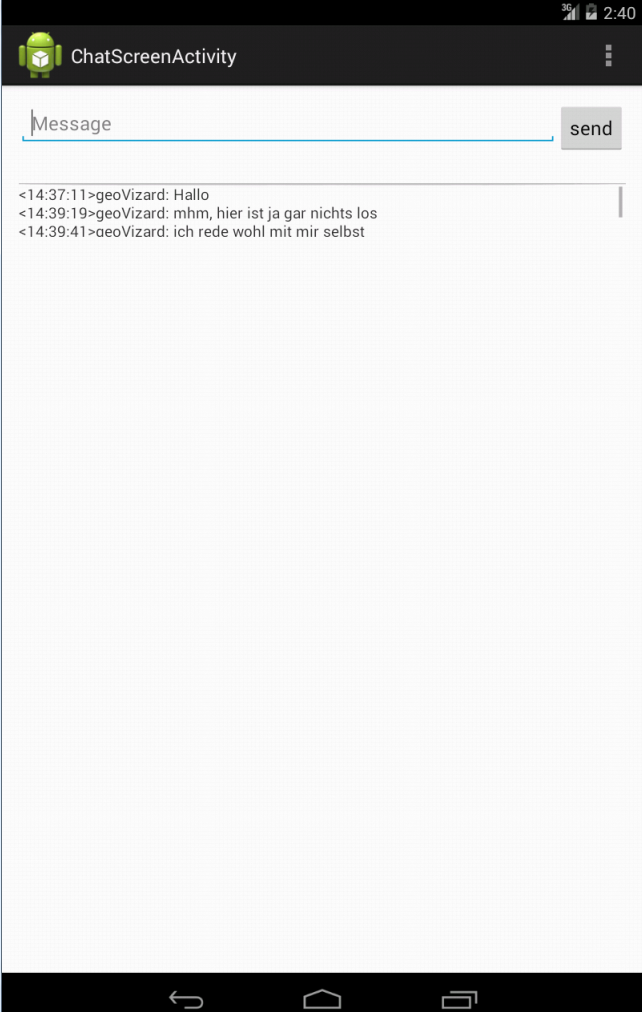 3G 2:40
ChatScreenActivity
Message send
<14:37:11>geoVizard: Hallo
<14:39:19>geoVizard: mhm, hier ist ja gar nichts los
<14:39:41>geoVizard: ich rede wohl mit mir selbst